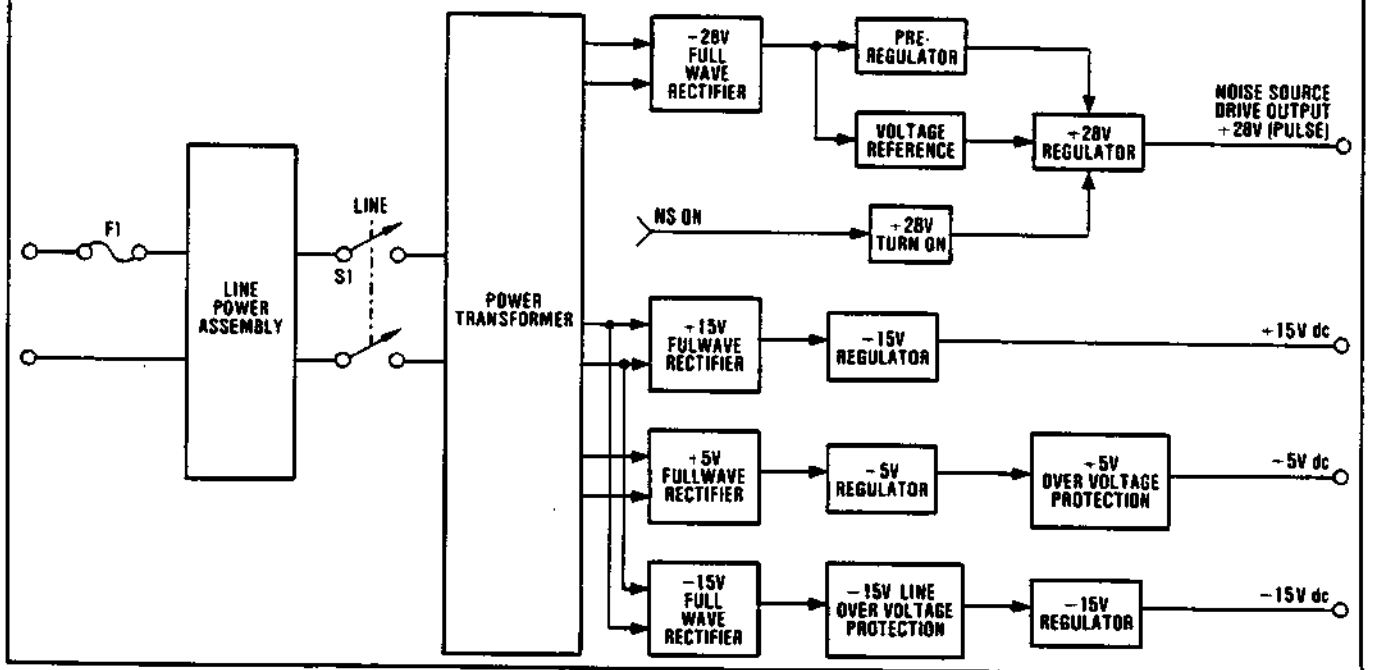 -28V
FULL
WAVE
RECTIFIER
PRE-
REGULATOR
VOLTAGE
REFERENCE
+28V
REGULATOR
NOISE SOURCE
DRIVE OUTPUT
+28V (PULSE)
NS ON
+28V
TURN ON
F1
LINE
POWER
ASSEMBLY
LINE
S1
POWER
TRANSFORMER
+15V
FULWAVE
RECTIFIER
-15V
REGULATOR
+15V dc
+5V
FULLWAVE
RECTIFIER
-5V
REGULATOR
+5V
OVER VOLTAGE
PROTECTION
-5V dc
-15V
FULL
WAVE
RECTIFIER
-15V LINE
OVER VOLTAGE
PROTECTION
-15V
REGULATOR
-15V dc